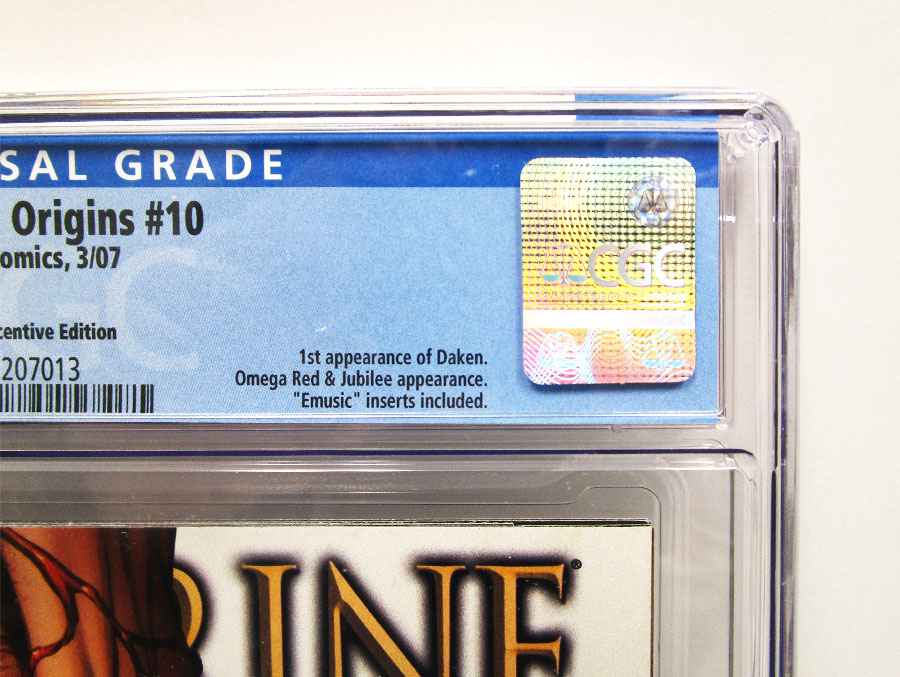 SAL GRADE
Origins #10
omics, 3/07
centive Edition
207013
1st appearance of Daken.
Omega Red & Jubilee appearance.
"Emusic" inserts included.
CGC
CGC
RINE